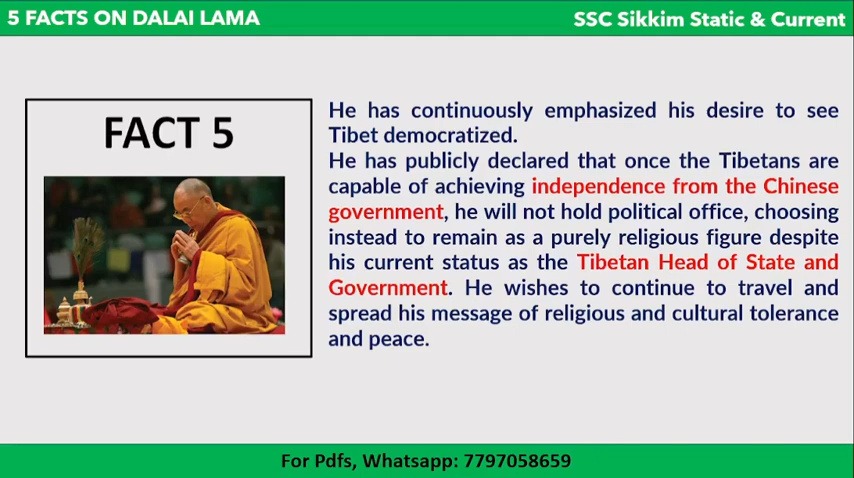 5 FACTS ON DALAI LAMA
SSC Sikkim Static & Current
FACT 5
He has continuously emphasized his desire to see
Tibet democratized.
He has publicly declared that once the Tibetans are
capable of achieving independence from the Chinese
government, he will not hold political office, choosing
instead to remain as a purely religious figure despite
his current status as the Tibetan Head of State and
Government. He wishes to continue to travel and
spread his message of religious and cultural tolerance
and peace.
For Pdfs, Whatsapp: 7797058659